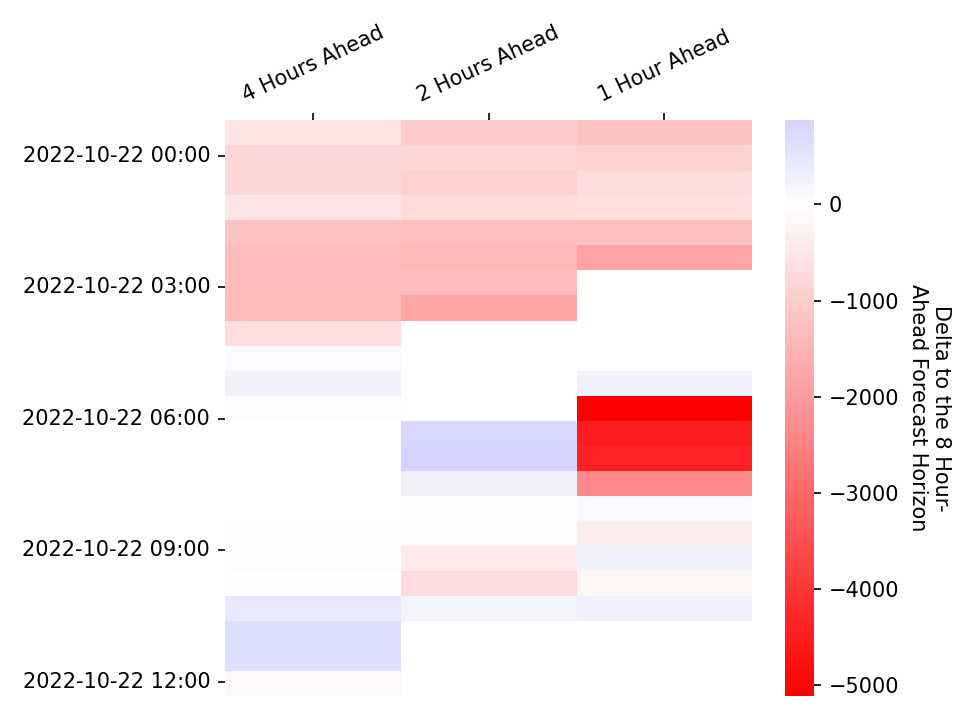 4 Hours Ahead
2 Hours Ahead
1 Hour Ahead
2022-10-22 00:00
2022-10-22 03:00
2022-10-22 06:00
2022-10-22 09:00
2022-10-22 12:00
0
−1000
−2000
−3000
−4000
−5000
Delta to the 8 Hour-
Ahead Forecast Horizon